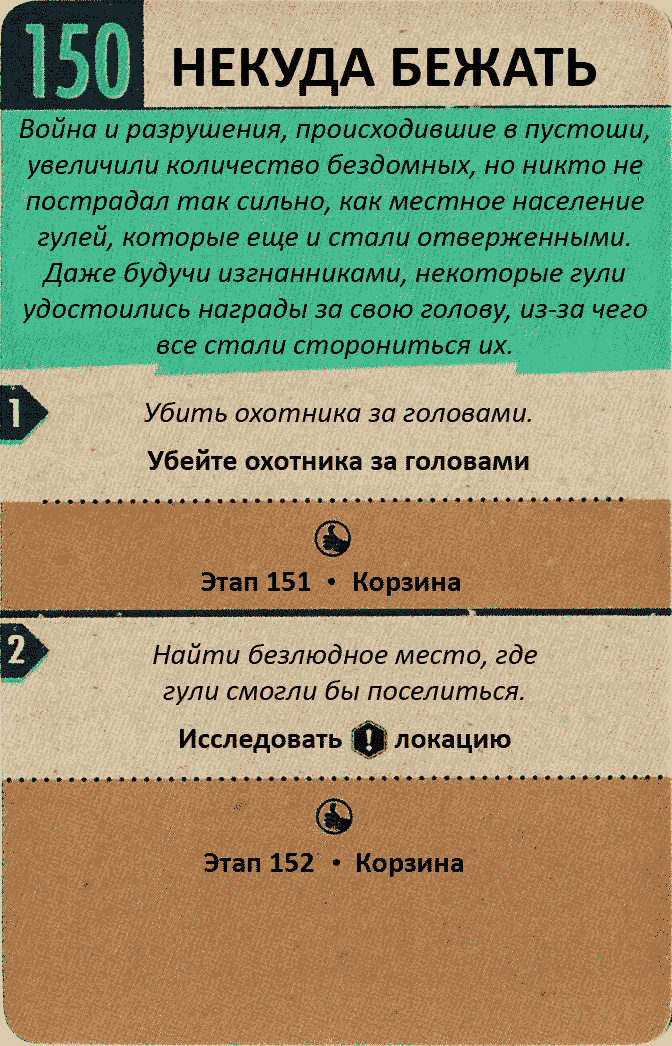 150
НЕКУДА БЕЖАТЬ
Война и разрушения, происходившие в пустоши,
увеличили количество бездомных, но никто не
пострадал так сильно, как местное население
гулей, которые еще и стали отверженными.
Даже будучи изгнанниками, некоторые гули
удостоились награды за свою голову, из-за чего
все стали сторониться их.
1
Убить охотника за головами.
Убейте охотника за головами
Этап 151 • Корзина
2
Найти безлюдное место, где
гули смогли бы поселиться.
Исследовать ! локацию
Этап 152 • Корзина